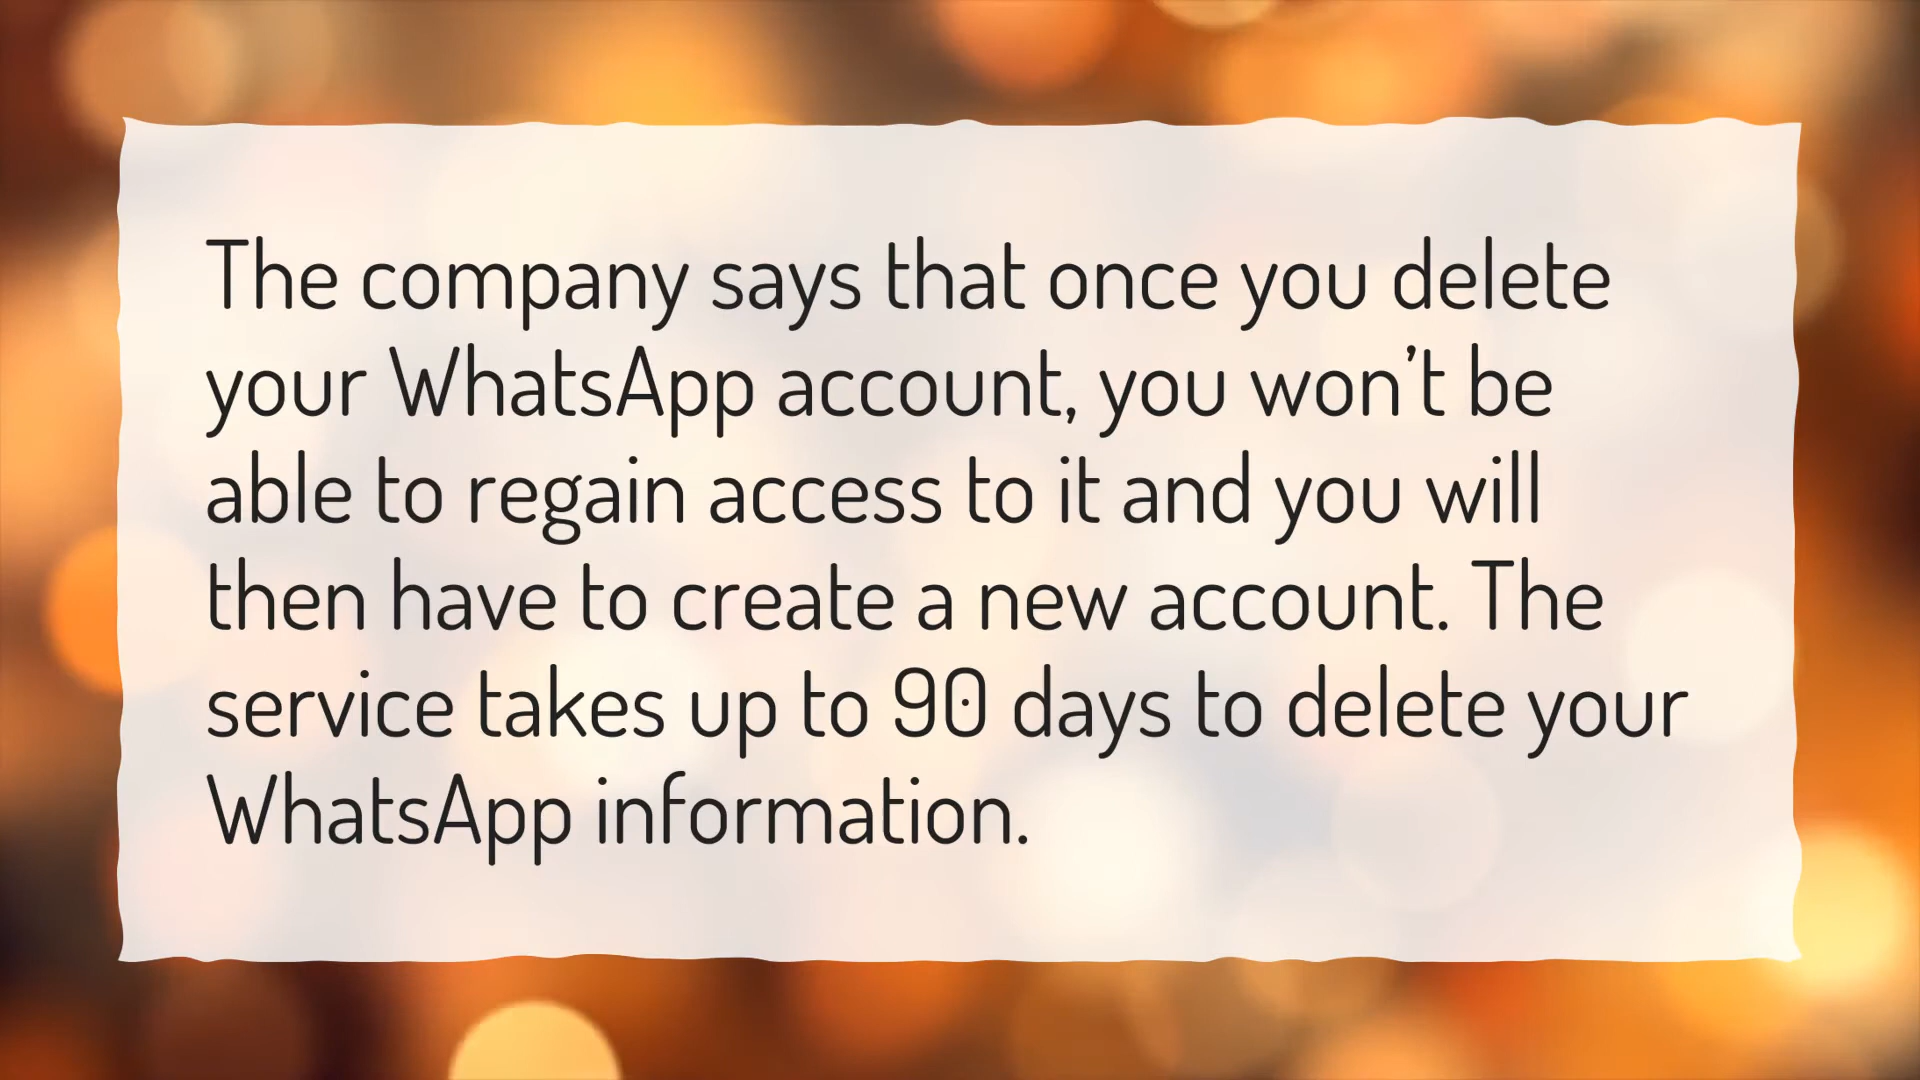 The company says that once you delete
your WhatsApp account, you won’t be
able to regain access to it and you will
then have to create a new account. The
service takes up to 90 days to delete your
WhatsApp information.